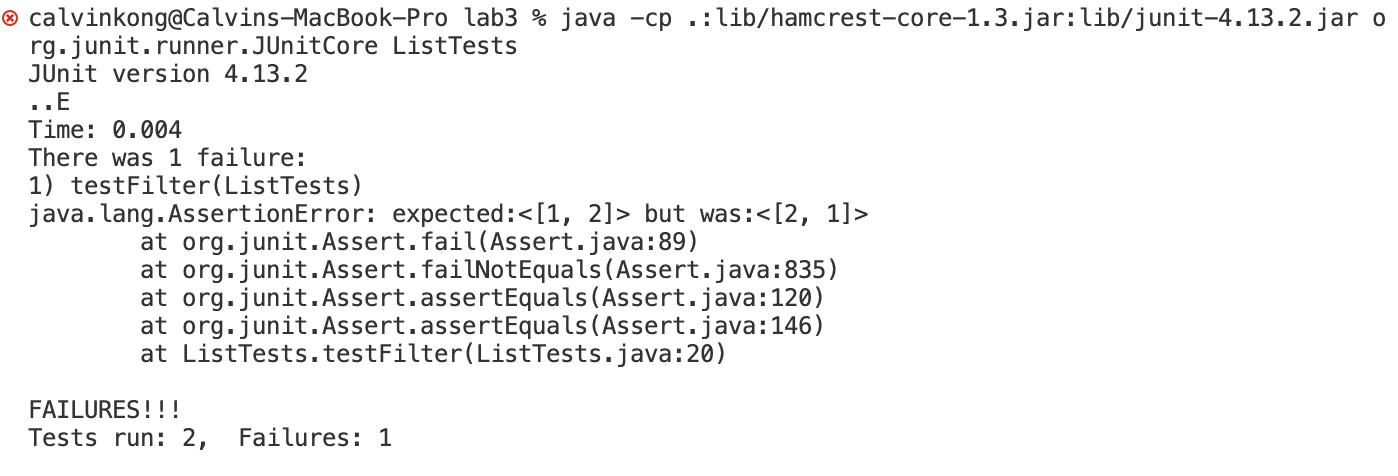 calvinkong@Calvins-MacBook-Pro lab3 % java -cp .:lib/hamcrest-core-1.3.jar:lib/junit-4.13.2.jar o
rg.junit.runner.JUnitCore ListTests
JUnit version 4.13.2
..E
Time: 0.004
There was 1 failure:
1) testFilter(ListTests)
java.lang.AssertionError: expected:<[1, 2]> but was:<[2, 1]>
        at org.junit.Assert.fail(Assert.java:89)
        at org.junit.Assert.failNotEquals(Assert.java:835)
        at org.junit.Assert.assertEquals(Assert.java:120)
        at org.junit.Assert.assertEquals(Assert.java:146)
        at ListTests.testFilter(ListTests.java:20)

FAILURES!!!
Tests run: 2,  Failures: 1